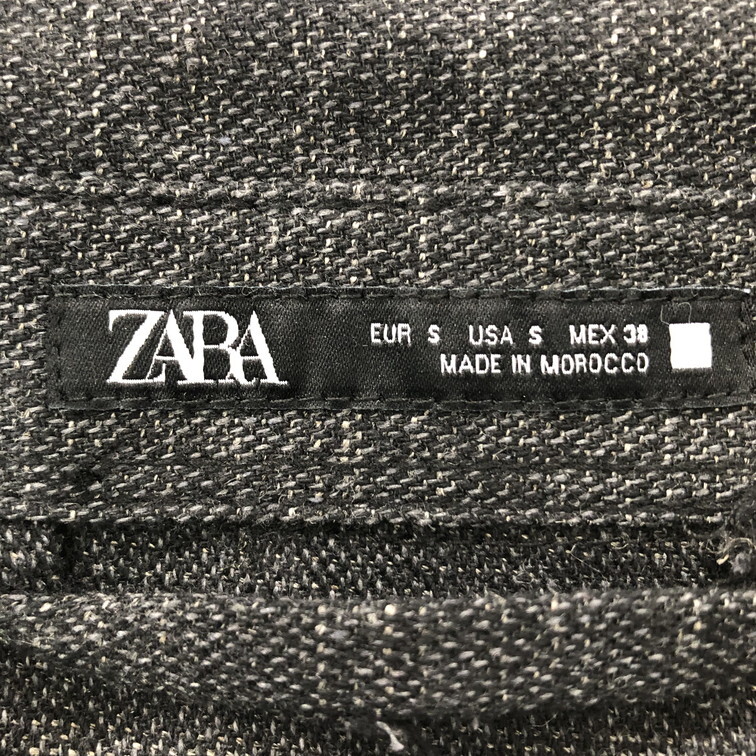 ZARA
EUR S USA S MEX 38
MADE IN MOROCCO